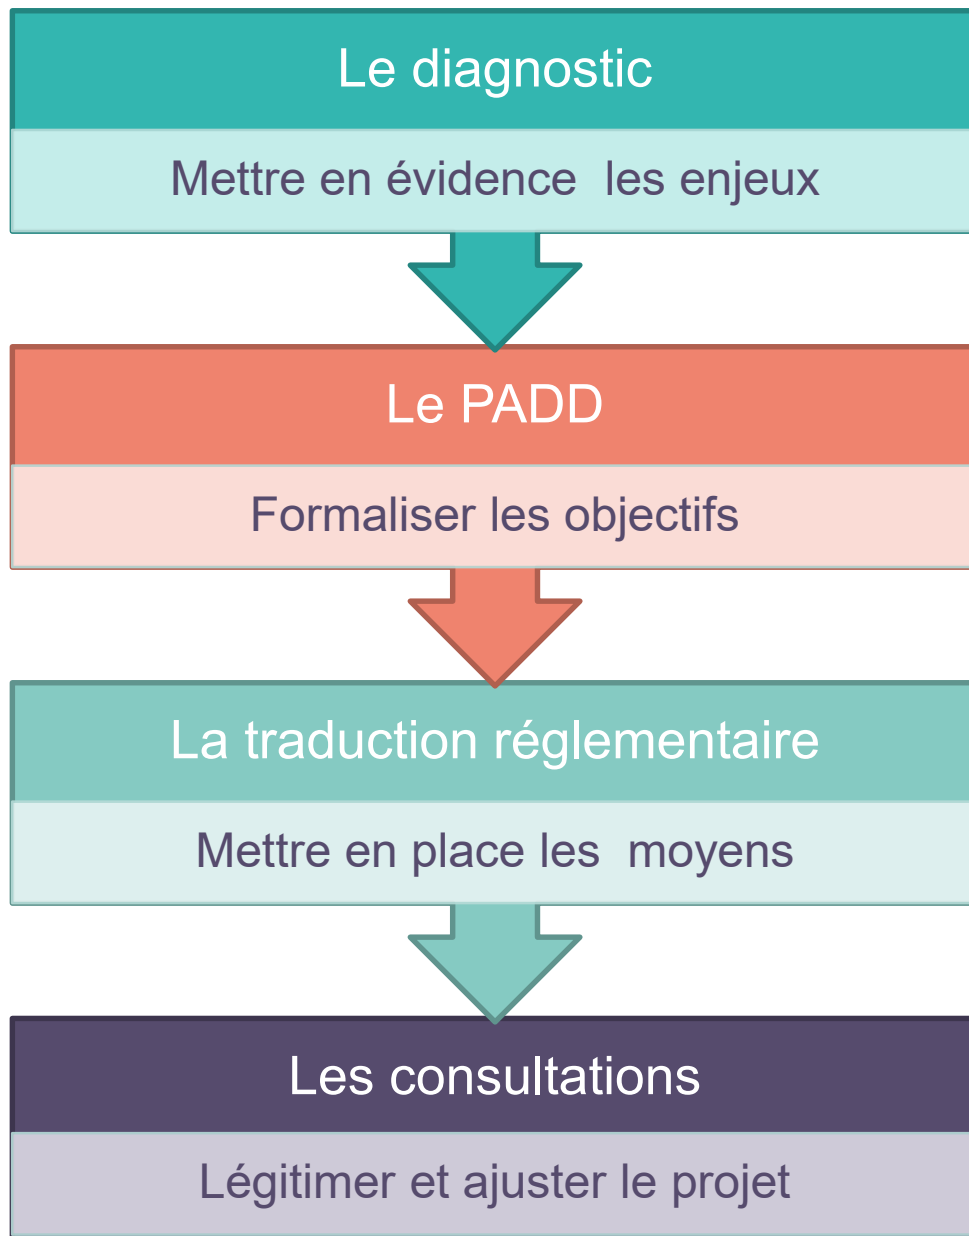 Le diagnostic
Mettre en évidence  les enjeux
Le PADD
Formaliser les objectifs
La traduction réglementaire
Mettre en place les  moyens
Les consultations
Légitimer et ajuster le projet